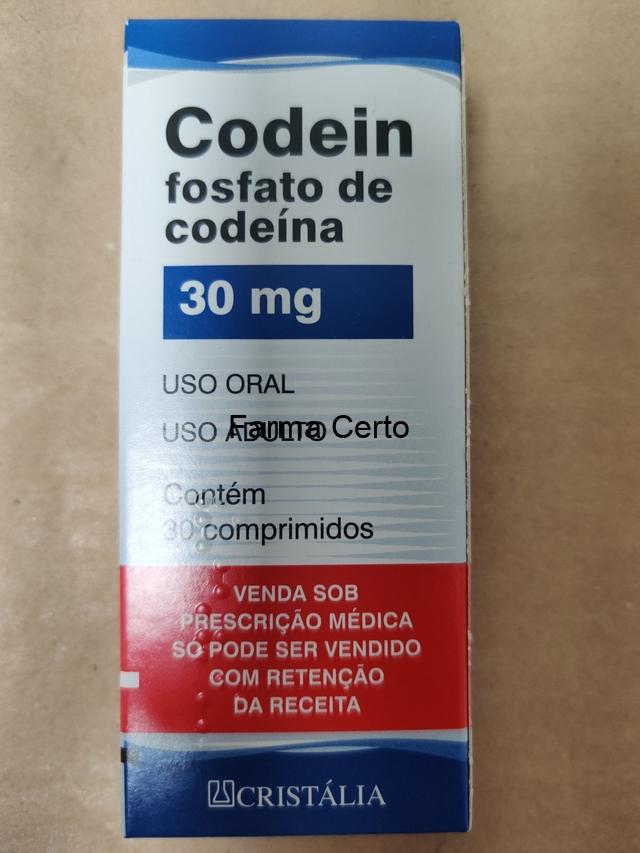 Codein
fosfato de
codeína
30 mg
USO ORAL
USO ADULTO
Farma Certo
Contém
30 comprimidos
VENDA SOB
PRESCRIÇÃO MÉDICA
SÓ PODE SER VENDIDO
COM RETENÇÃO
DA RECEITA
CRISTÁLIA